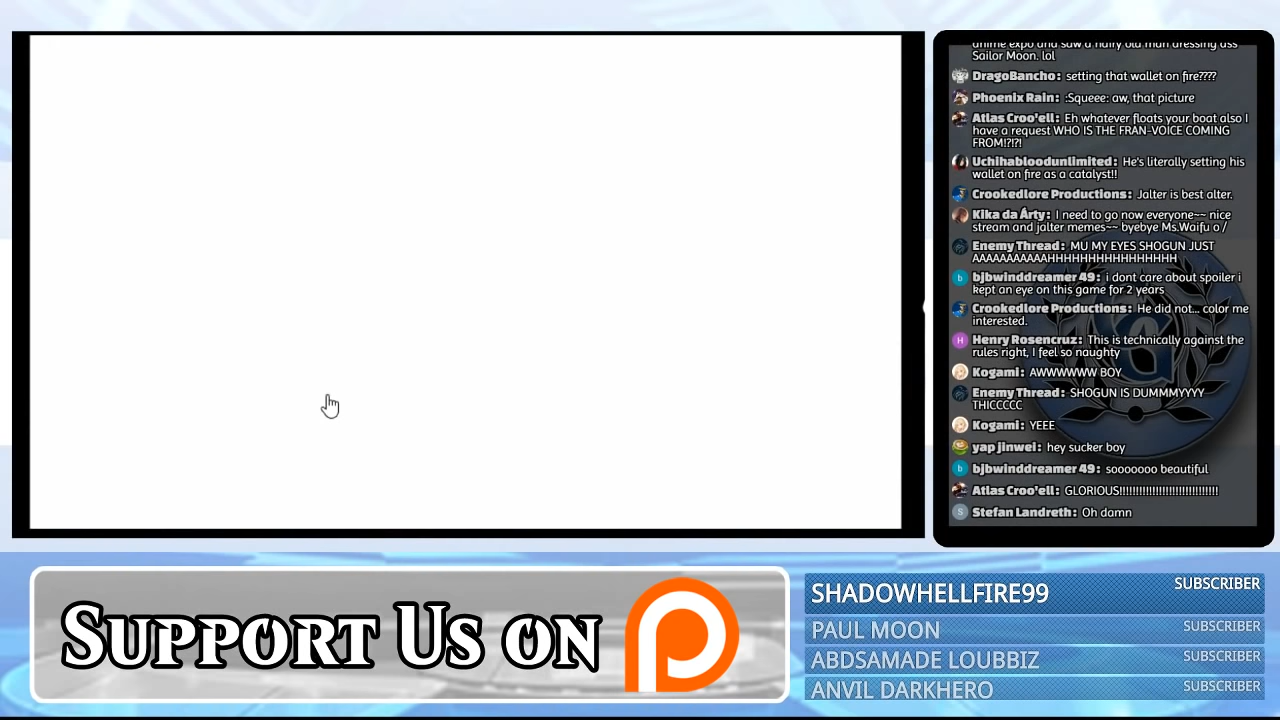 anime expo and saw a hairy old man dressing ass
Sailor Moon. lol
DragoBancho: setting that wallet on fire????
Phoenix Rain: :Squeee: aw, that picture
Atlas Croo'ell: Eh whatever floats your boat also I
have a request WHO IS THE FRAN-VOICE COMING
FROM!?!?!
Uchihabloodunlimited: He's literally setting his
wallet on fire as a catalyst!!
Crookedlore Productions: Jalter is best alter.
Kika da Árty: I need to go now everyone~~ nice
stream and jalter memes~~ byebye Ms.Waifu o /
Enemy Thread: MU MY EYES SHOGUN JUST
AAAAAAAAAAAHHHHHHHHHHHHHHHH
bjbwinddreamer 49: i dont care about spoiler i
kept an eye on this game for 2 years
Crookedlore Productions: He did not... color me
interested.
H Henry Rosencruz: This is technically against the
rules right, I feel so naughty
Kogami: AWWWWWW BOY
Enemy Thread: SHOGUN IS DUMMMYYYY
THICCCCC
Kogami: YEEE
yap jinwei: hey sucker boy
b bjbwinddreamer 49: sooooooo beautiful
Atlas Croo'ell: GLORIOUS!!!!!!!!!!!!!!!!!!!!!!!!!!!!!
S Stefan Landreth: Oh damn
SUPPORT US ON
SHADOWHELLFIRE99 SUBSCRIBER
PAUL MOON SUBSCRIBER
ABDSAMADE LOUBBIZ SUBSCRIBER
ANVIL DARKHERO SUBSCRIBER